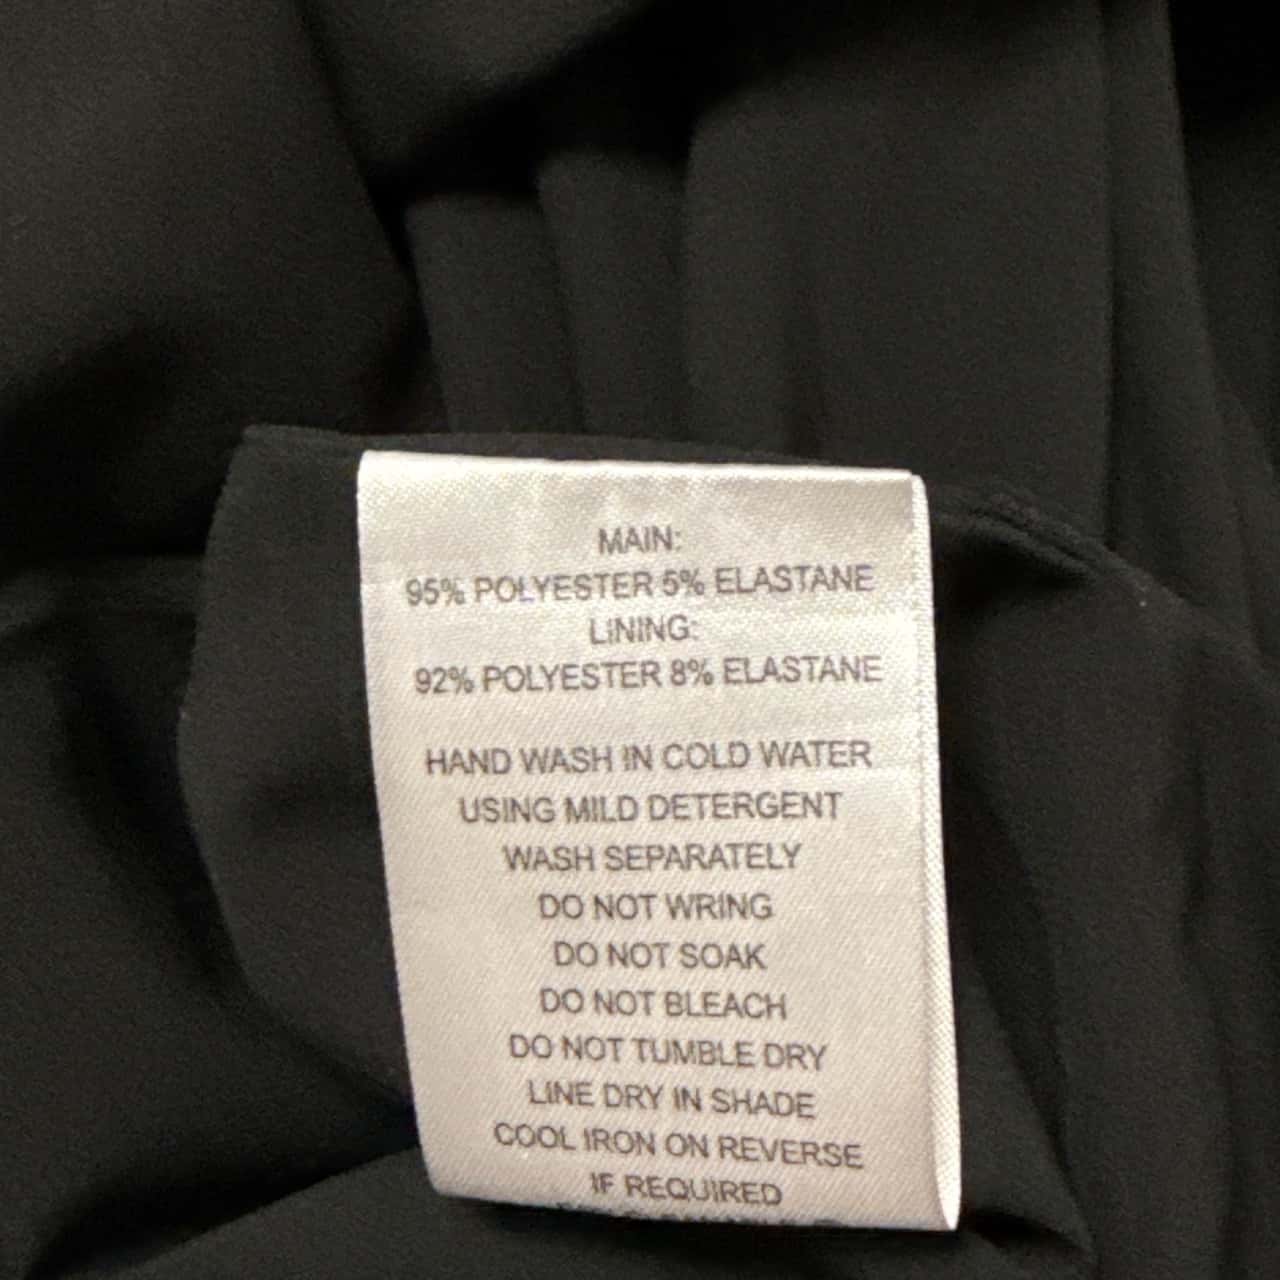 MAIN:
95% POLYESTER 5% ELASTANE
LINING:
92% POLYESTER 8% ELASTANE
HAND WASH IN COLD WATER
USING MILD DETERGENT
WASH SEPARATELY
DO NOT WRING
DO NOT SOAK
DO NOT BLEACH
DO NOT TUMBLE DRY
LINE DRY IN SHADE
COOL IRON ON REVERSE
IF REQUIRED